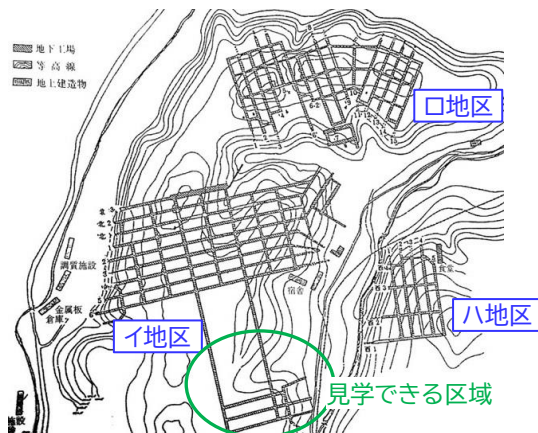 地下工場
等高線
地上建造物
ロ地区
調質施設
金属板
倉庫
宿舎
食堂
イ地区
ハ地区
見学できる区域
施設